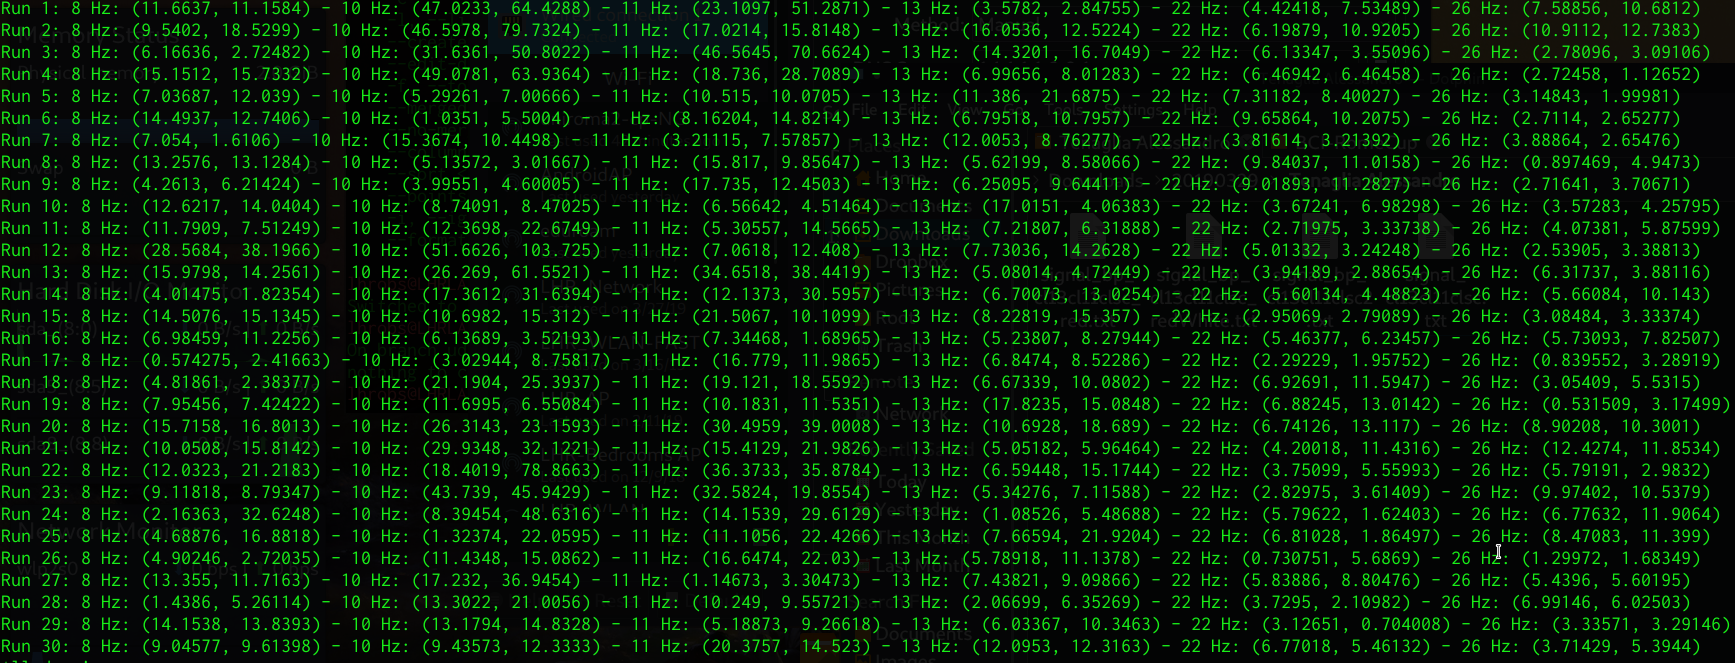 Run 1: 8 Hz: (11.6637, 11.1584) - 10 Hz: (47.0233, 64.4288) - 11 Hz: (23.1097, 51.2871) - 13 Hz: (3.5782, 2.84755) - 22 Hz: (4.42418, 7.53489) - 26 Hz: (7.58856, 10.6812)
Run 2: 8 Hz: (9.5402, 18.5299) - 10 Hz: (46.5978, 79.7324) - 11 Hz: (17.0214, 15.8148) - 13 Hz: (16.0536, 12.5224) - 22 Hz: (6.19879, 10.9205) - 26 Hz: (10.9112, 12.7383)
Run 3: 8 Hz: (6.16636, 2.72482) - 10 Hz: (31.6361, 50.8022) - 11 Hz: (46.5645, 70.6624) - 13 Hz: (14.3201, 16.7049) - 22 Hz: (6.13347, 3.55096) - 26 Hz: (2.78096, 3.09106)
Run 4: 8 Hz: (15.1512, 15.7332) - 10 Hz: (49.0781, 63.9364) - 11 Hz: (18.736, 28.7089) - 13 Hz: (6.99656, 8.01283) - 22 Hz: (6.46942, 6.46458) - 26 Hz: (2.72458, 1.12652)
Run 5: 8 Hz: (7.03687, 12.039) - 10 Hz: (5.29261, 7.00666) - 11 Hz: (10.515, 10.0705) - 13 Hz: (11.386, 21.6875) - 22 Hz: (7.31182, 8.40027) - 26 Hz: (3.14843, 1.99981)
Run 6: 8 Hz: (14.4937, 12.7406) - 10 Hz: (1.0351, 5.5004) - 11 Hz: (8.16204, 14.8214) - 13 Hz: (6.79518, 10.7957) - 22 Hz: (9.65864, 10.2075) - 26 Hz: (2.7114, 2.65277)
Run 7: 8 Hz: (7.054, 1.6106) - 10 Hz: (15.3674, 10.4498) - 11 Hz: (3.21115, 7.57857) - 13 Hz: (12.0053, 8.76277) - 22 Hz: (3.81614, 3.21392) - 26 Hz: (3.88864, 2.65476)
Run 8: 8 Hz: (13.2576, 13.1284) - 10 Hz: (5.13572, 3.01667) - 11 Hz: (15.817, 9.85647) - 13 Hz: (5.62199, 8.58066) - 22 Hz: (9.84037, 11.0158) - 26 Hz: (0.897469, 4.9473)
Run 9: 8 Hz: (4.2613, 6.21424) - 10 Hz: (3.99551, 4.60005) - 11 Hz: (17.735, 12.4503) - 13 Hz: (6.25095, 9.64411) - 22 Hz: (9.01893, 11.2827) - 26 Hz: (2.71641, 3.70671)
Run 10: 8 Hz: (12.6217, 14.0404) - 10 Hz: (8.74091, 8.47025) - 11 Hz: (6.56642, 4.51464) - 13 Hz: (17.0151, 4.06383) - 22 Hz: (3.67241, 6.98298) - 26 Hz: (3.57283, 4.25795)
Run 11: 8 Hz: (11.7909, 7.51249) - 10 Hz: (12.3698, 22.6749) - 11 Hz: (5.30557, 14.5665) - 13 Hz: (7.21807, 6.31888) - 22 Hz: (2.71975, 3.33738) - 26 Hz: (4.07381, 5.87599)
Run 12: 8 Hz: (28.5684, 38.1966) - 10 Hz: (51.6626, 103.725) - 11 Hz: (7.0618, 12.408) - 13 Hz: (7.73036, 14.2628) - 22 Hz: (5.01332, 3.24248) - 26 Hz: (2.53905, 3.38813)
Run 13: 8 Hz: (15.9798, 14.2561) - 10 Hz: (26.269, 61.5521) - 11 Hz: (34.6518, 38.4419) - 13 Hz: (5.08014, 4.72449) - 22 Hz: (3.94189, 2.88654) - 26 Hz: (6.31737, 3.88116)
Run 14: 8 Hz: (4.01475, 1.82354) - 10 Hz: (17.3612, 31.6394) - 11 Hz: (12.1373, 30.5957) - 13 Hz: (6.70073, 13.0254) - 22 Hz: (5.60134, 4.48823) - 26 Hz: (5.66084, 10.143)
Run 15: 8 Hz: (14.5076, 15.1345) - 10 Hz: (10.6982, 15.312) - 11 Hz: (21.5067, 10.1099) - 13 Hz: (8.22819, 15.357) - 22 Hz: (2.95069, 2.79089) - 26 Hz: (3.08484, 3.33374)
Run 16: 8 Hz: (6.98459, 11.2256) - 10 Hz: (6.13689, 3.52193) - 11 Hz: (7.34468, 1.68965) - 13 Hz: (5.23807, 8.27944) - 22 Hz: (5.46377, 6.23457) - 26 Hz: (5.73093, 7.82507)
Run 17: 8 Hz: (0.574275, 2.41663) - 10 Hz: (3.02944, 8.75817) - 11 Hz: (16.779, 11.9865) - 13 Hz: (6.8474, 8.52286) - 22 Hz: (2.29229, 1.95752) - 26 Hz: (0.839552, 3.28919)
Run 18: 8 Hz: (4.81861, 2.38377) - 10 Hz: (21.1904, 25.3937) - 11 Hz: (19.121, 18.5592) - 13 Hz: (6.67339, 10.0802) - 22 Hz: (6.92691, 11.5947) - 26 Hz: (3.05409, 5.5315)
Run 19: 8 Hz: (7.95456, 7.42422) - 10 Hz: (11.6995, 6.55084) - 11 Hz: (10.1831, 11.5351) - 13 Hz: (17.8235, 15.0848) - 22 Hz: (6.88245, 13.0142) - 26 Hz: (0.531509, 3.17499)
Run 20: 8 Hz: (15.7158, 16.8013) - 10 Hz: (26.3143, 23.1593) - 11 Hz: (30.4959, 39.0008) - 13 Hz: (10.6928, 18.689) - 22 Hz: (6.74126, 13.117) - 26 Hz: (8.90208, 10.3001)
Run 21: 8 Hz: (10.0508, 15.8142) - 10 Hz: (29.9348, 32.1221) - 11 Hz: (15.4129, 21.9826) - 13 Hz: (5.05182, 5.96464) - 22 Hz: (4.20018, 11.4316) - 26 Hz: (12.4274, 11.8534)
Run 22: 8 Hz: (12.0323, 21.2183) - 10 Hz: (18.4019, 78.8663) - 11 Hz: (36.3733, 35.8784) - 13 Hz: (6.59448, 15.1744) - 22 Hz: (3.75099, 5.55993) - 26 Hz: (5.79191, 2.9832)
Run 23: 8 Hz: (9.11818, 8.79347) - 10 Hz: (43.739, 45.9429) - 11 Hz: (32.5824, 19.8554) - 13 Hz: (5.34276, 7.11588) - 22 Hz: (2.82975, 3.61409) - 26 Hz: (9.97402, 10.5379)
Run 24: 8 Hz: (2.16363, 32.6248) - 10 Hz: (8.39454, 48.6316) - 11 Hz: (14.1539, 29.6129) - 13 Hz: (1.08526, 5.48688) - 22 Hz: (5.79622, 1.62403) - 26 Hz: (6.77632, 11.9064)
Run 25: 8 Hz: (4.68876, 16.8818) - 10 Hz: (1.32374, 22.0595) - 11 Hz: (11.1056, 22.4266) - 13 Hz: (7.66594, 21.9204) - 22 Hz: (6.81028, 1.86497) - 26 Hz: (8.47083, 11.399)
Run 26: 8 Hz: (4.90246, 2.72035) - 10 Hz: (11.4348, 15.0862) - 11 Hz: (16.6474, 22.03) - 13 Hz: (5.78918, 11.1378) - 22 Hz: (0.730751, 5.6869) - 26 Hz: (1.29972, 1.68349)
Run 27: 8 Hz: (13.355, 11.7163) - 10 Hz: (17.232, 36.9454) - 11 Hz: (1.14673, 3.30473) - 13 Hz: (7.43821, 9.09866) - 22 Hz: (5.83886, 8.80476) - 26 Hz: (5.4396, 5.60195)
Run 28: 8 Hz: (1.4386, 5.26114) - 10 Hz: (13.3022, 21.0056) - 11 Hz: (10.249, 9.55721) - 13 Hz: (2.06699, 6.35269) - 22 Hz: (3.7295, 2.10982) - 26 Hz: (6.99146, 6.02503)
Run 29: 8 Hz: (14.1538, 13.8393) - 10 Hz: (13.1794, 14.8328) - 11 Hz: (5.18873, 9.26618) - 13 Hz: (6.03367, 10.3463) - 22 Hz: (3.12651, 0.704008) - 26 Hz: (3.33571, 3.29146)
Run 30: 8 Hz: (9.04577, 9.61398) - 10 Hz: (9.43573, 12.3333) - 11 Hz: (20.3757, 14.523) - 13 Hz: (12.0953, 12.3163) - 22 Hz: (6.77018, 5.46132) - 26 Hz: (3.71429, 5.3944)